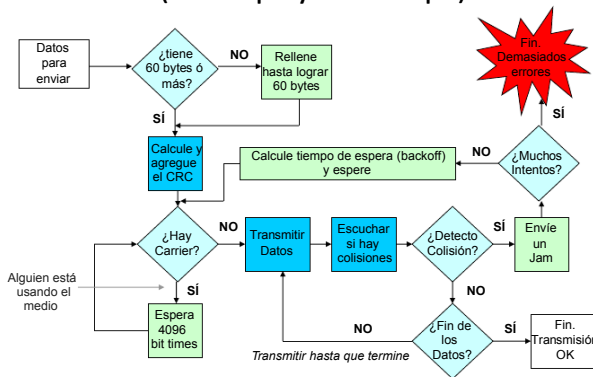 Datos
para
enviar
¿tiene
60 bytes ó
más?
NO
Rellene
hasta lograr
60 bytes
Fin.
Demasiados
errores
SÍ
SÍ
Calcule y
agregue
el CRC
Calcule tiempo de espera (backoff)
y espere
NO
¿Muchos
Intentos?
¿Hay
Carrier?
NO
Transmitir
Datos
Escuchar
si hay
colisiones
¿Detecto
Colisión?
SÍ
Envíe
un
Jam
Alguien está
usando el
medio
SÍ
NO
Espera
4096
bit times
NO
Transmitir hasta que termine
¿Fin de
los
Datos?
SÍ
Fin.
Transmisión
OK